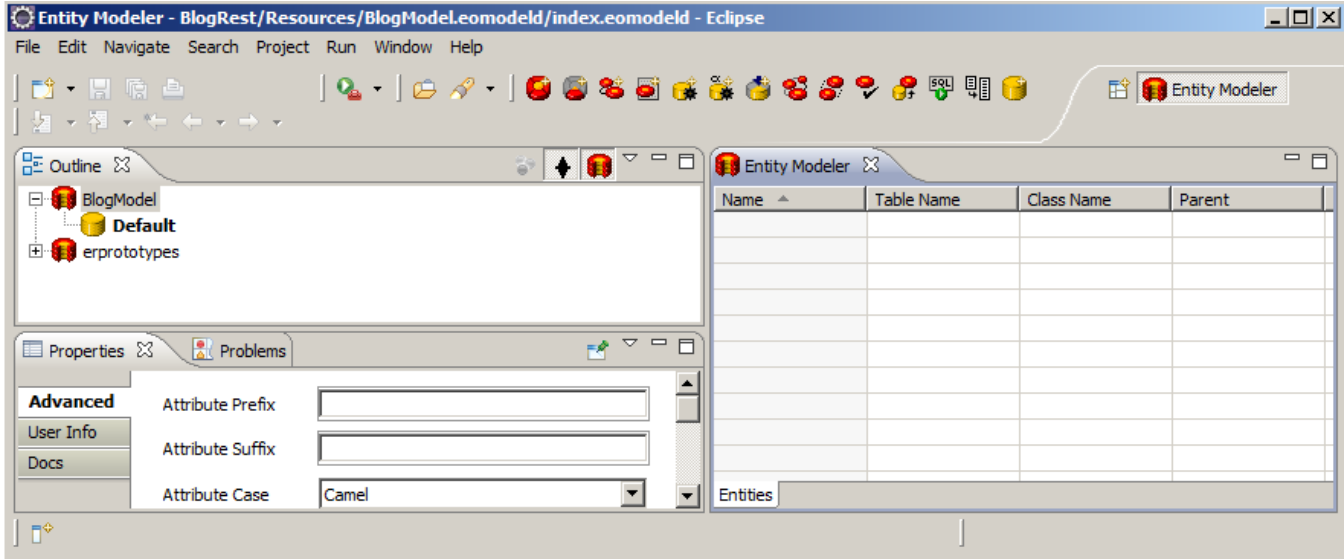 Entity Modeler - BlogRest/Resources/BlogModel.eomodeld/index.eomodeld - Eclipse
File Edit Navigate Search Project Run Window Help
SQL
Entity Modeler
Outline
BlogModel
Default
erprototypes
Properties
Problems
Advanced
User Info
Docs
Attribute Prefix
Attribute Suffix
Attribute Case
Camel
Entity Modeler
Name
Table Name
Class Name
Parent
Entities